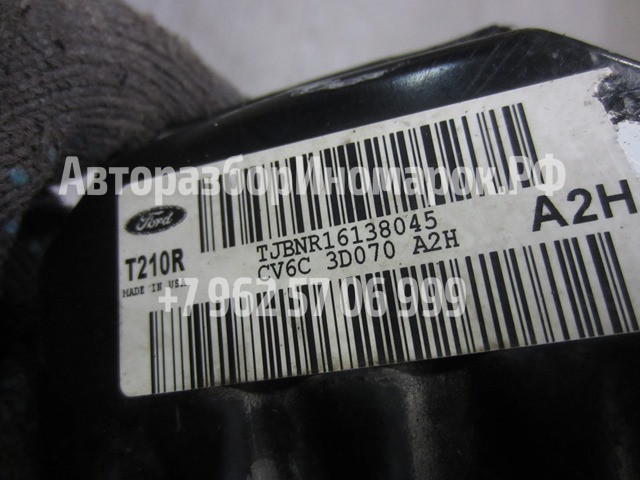 АвторазборИномарок.РФ
Ford
T210R
MADE IN USA
TJBNR16138045
CV6C 3D070 A2H
A2H
+7 962 57 06 999